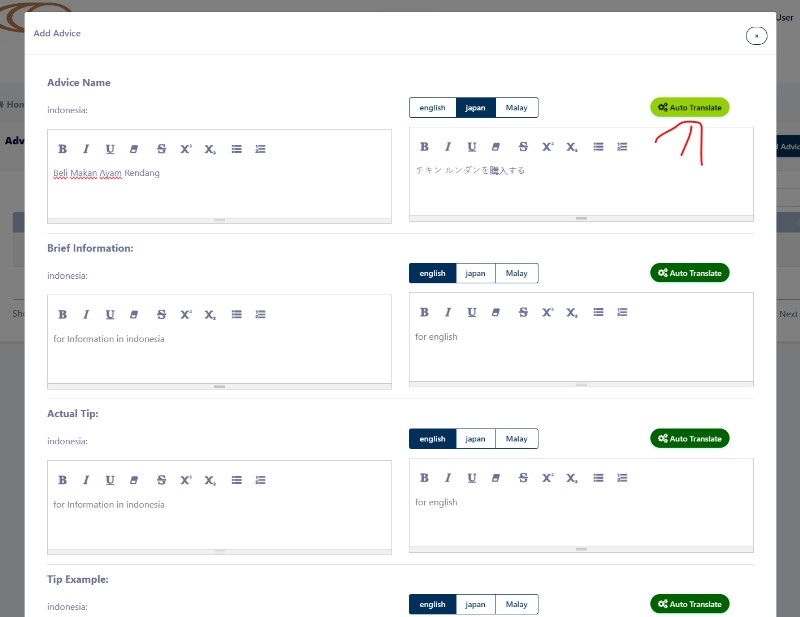 User
Add Advice
×
Hom
Advice Name
indonesia:
english japan Malay
Auto Translate
Adv
Advic
B I U S X² X₂
B I U S X² X₂
Beli Makan Ayam Rendang
チキン ルンダンを購入する
Brief Information:
indonesia:
english japan Malay
Auto Translate
B I U S X² X₂
B I U S X² X₂
Sho
Next
for Information in indonesia
for english
Actual Tip:
indonesia:
english japan Malay
Auto Translate
B I U S X² X₂
B I U S X² X₂
for Information in indonesia
for english
Tip Example:
indonesia:
english japan Malay
Auto Translate